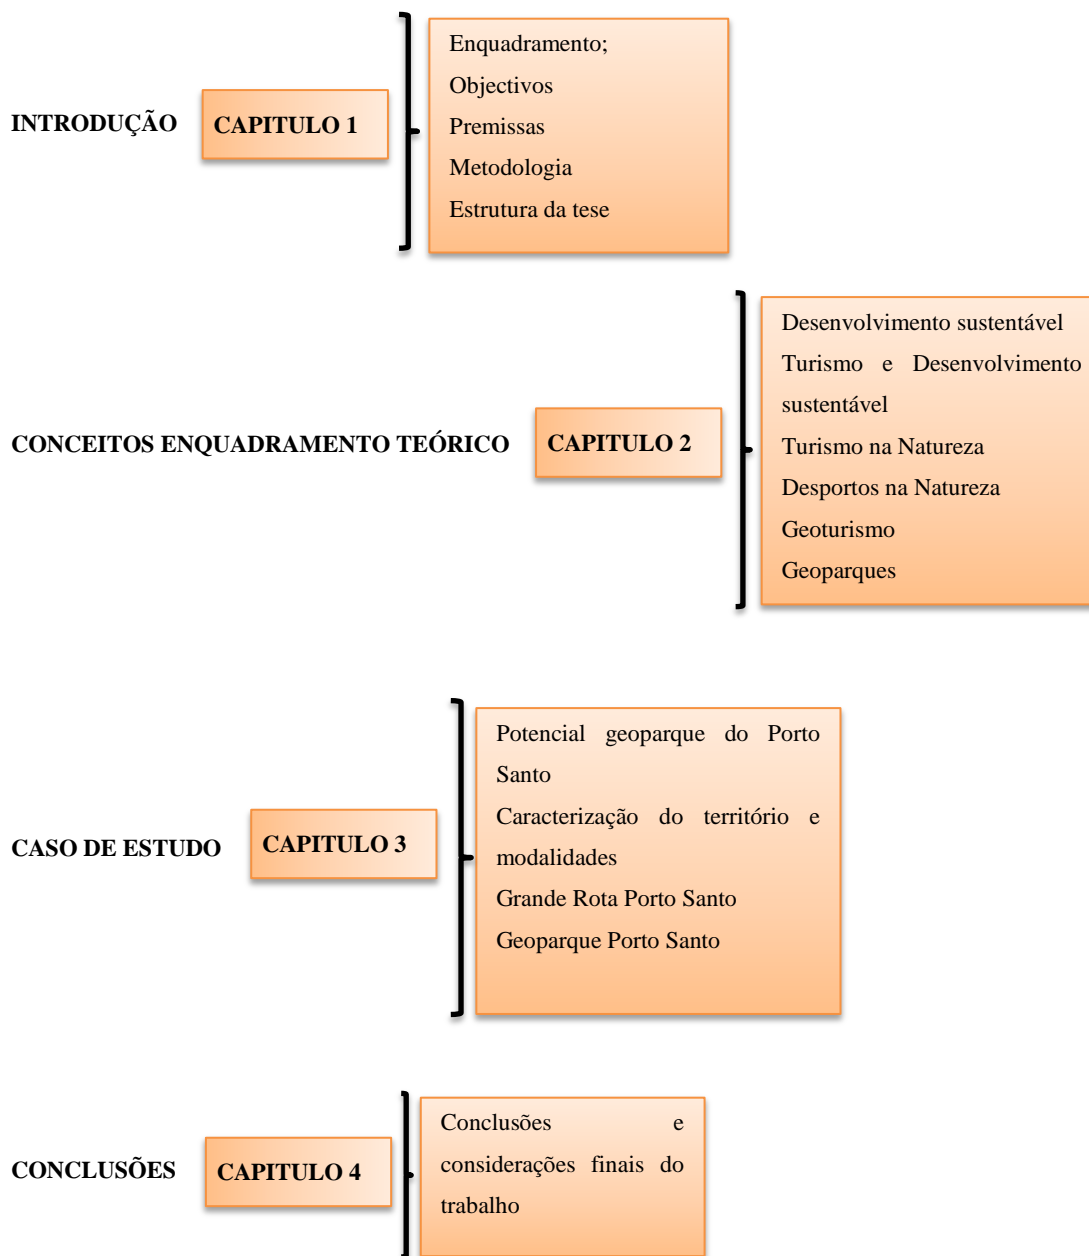 INTRODUÇÃO
CAPITULO 1
Enquadramento;
Objectivos
Premissas
Metodologia
Estrutura da tese
CONCEITOS ENQUADRAMENTO TEÓRICO
CAPITULO 2
Desenvolvimento sustentável
Turismo e Desenvolvimento
sustentável
Turismo na Natureza
Desportos na Natureza
Geoturismo
Geoparques
CASO DE ESTUDO
CAPITULO 3
Potencial geoparque do Porto
Santo
Caracterização do território e
modalidades
Grande Rota Porto Santo
Geoparque Porto Santo
CONCLUSÕES
CAPITULO 4
Conclusões e
considerações finais do
trabalho